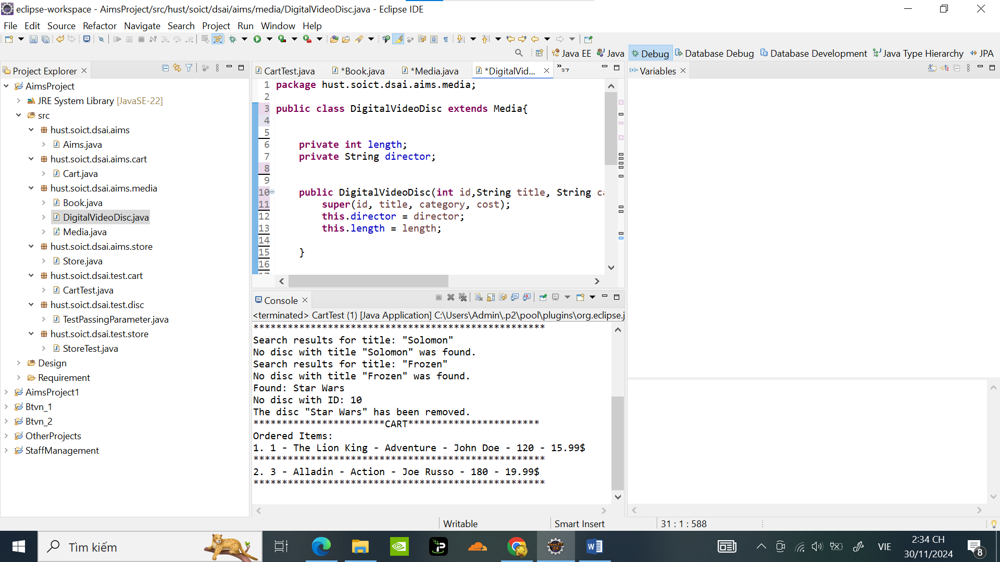 eclipse-workspace - AimsProject/src/hust/soict/dsai/aims/media/DigitalVideoDisc.java - Eclipse IDE
File Edit Source Refactor Navigate Search Project Run Window Help
Java EE Java Debug Database Debug Database Development Java Type Hierarchy JPA
Project Explorer
AimsProject
JRE System Library [JavaSE-22]
src
hust.soict.dsai.aims
Aims.java
hust.soict.dsai.aims.cart
Cart.java
hust.soict.dsai.aims.media
Book.java
DigitalVideoDisc.java
Media.java
hust.soict.dsai.aims.store
Store.java
hust.soict.dsai.test.cart
CartTest.java
hust.soict.dsai.test.disc
TestPassingParameter.java
hust.soict.dsai.test.store
StoreTest.java
Design
Requirement
AimsProject1
Btvn_1
Btvn_2
OtherProjects
StaffManagement
CartTest.java *Book.java *Media.java *DigitalVid... »37
1 package hust.soict.dsai.aims.media;
2
3 public class DigitalVideoDisc extends Media{
4
5
6 private int length;
7 private String director;
8
9
10 public DigitalVideoDisc(int id,String title, String ca
11 super(id, title, category, cost);
12 this.director = director;
13 this.length = length;
14
15 }
16
Console
<terminated> CartTest (1) [Java Application] C:\Users\Admin\.p2\pool\plugins\org.eclipse.j
***************************************************
Search results for title: "Solomon"
No disc with title "Solomon" was found.
Search results for title: "Frozen"
No disc with title "Frozen" was found.
Found: Star Wars
No disc with ID: 10
The disc "Star Wars" has been removed.
***********************CART***********************
Ordered Items:
1. 1 - The Lion King - Adventure - John Doe - 120 - 15.99$
***************************************************
2. 3 - Alladin - Action - Joe Russo - 180 - 19.99$
***************************************************
(x)= Variables
Writable Smart Insert 31 : 1 : 588
Tìm kiếm
VIE
2:34 CH
30/11/2024
8